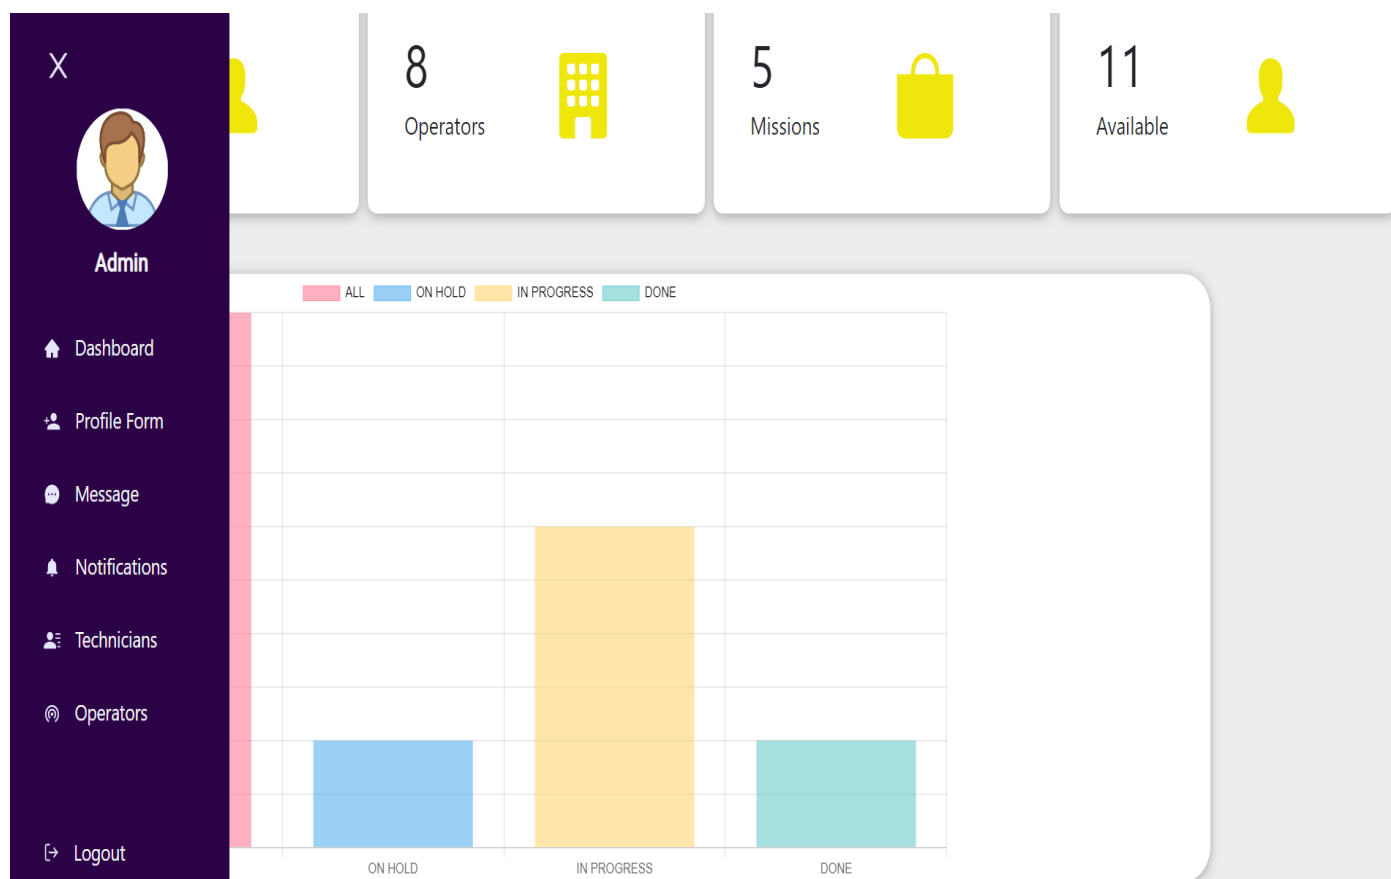 X
Admin
Dashboard
Profile Form
Message
Notifications
Technicians
Operators
Logout
8
Operators
5
Missions
11
Available
ALL ON HOLD IN PROGRESS DONE
ON HOLD IN PROGRESS DONE